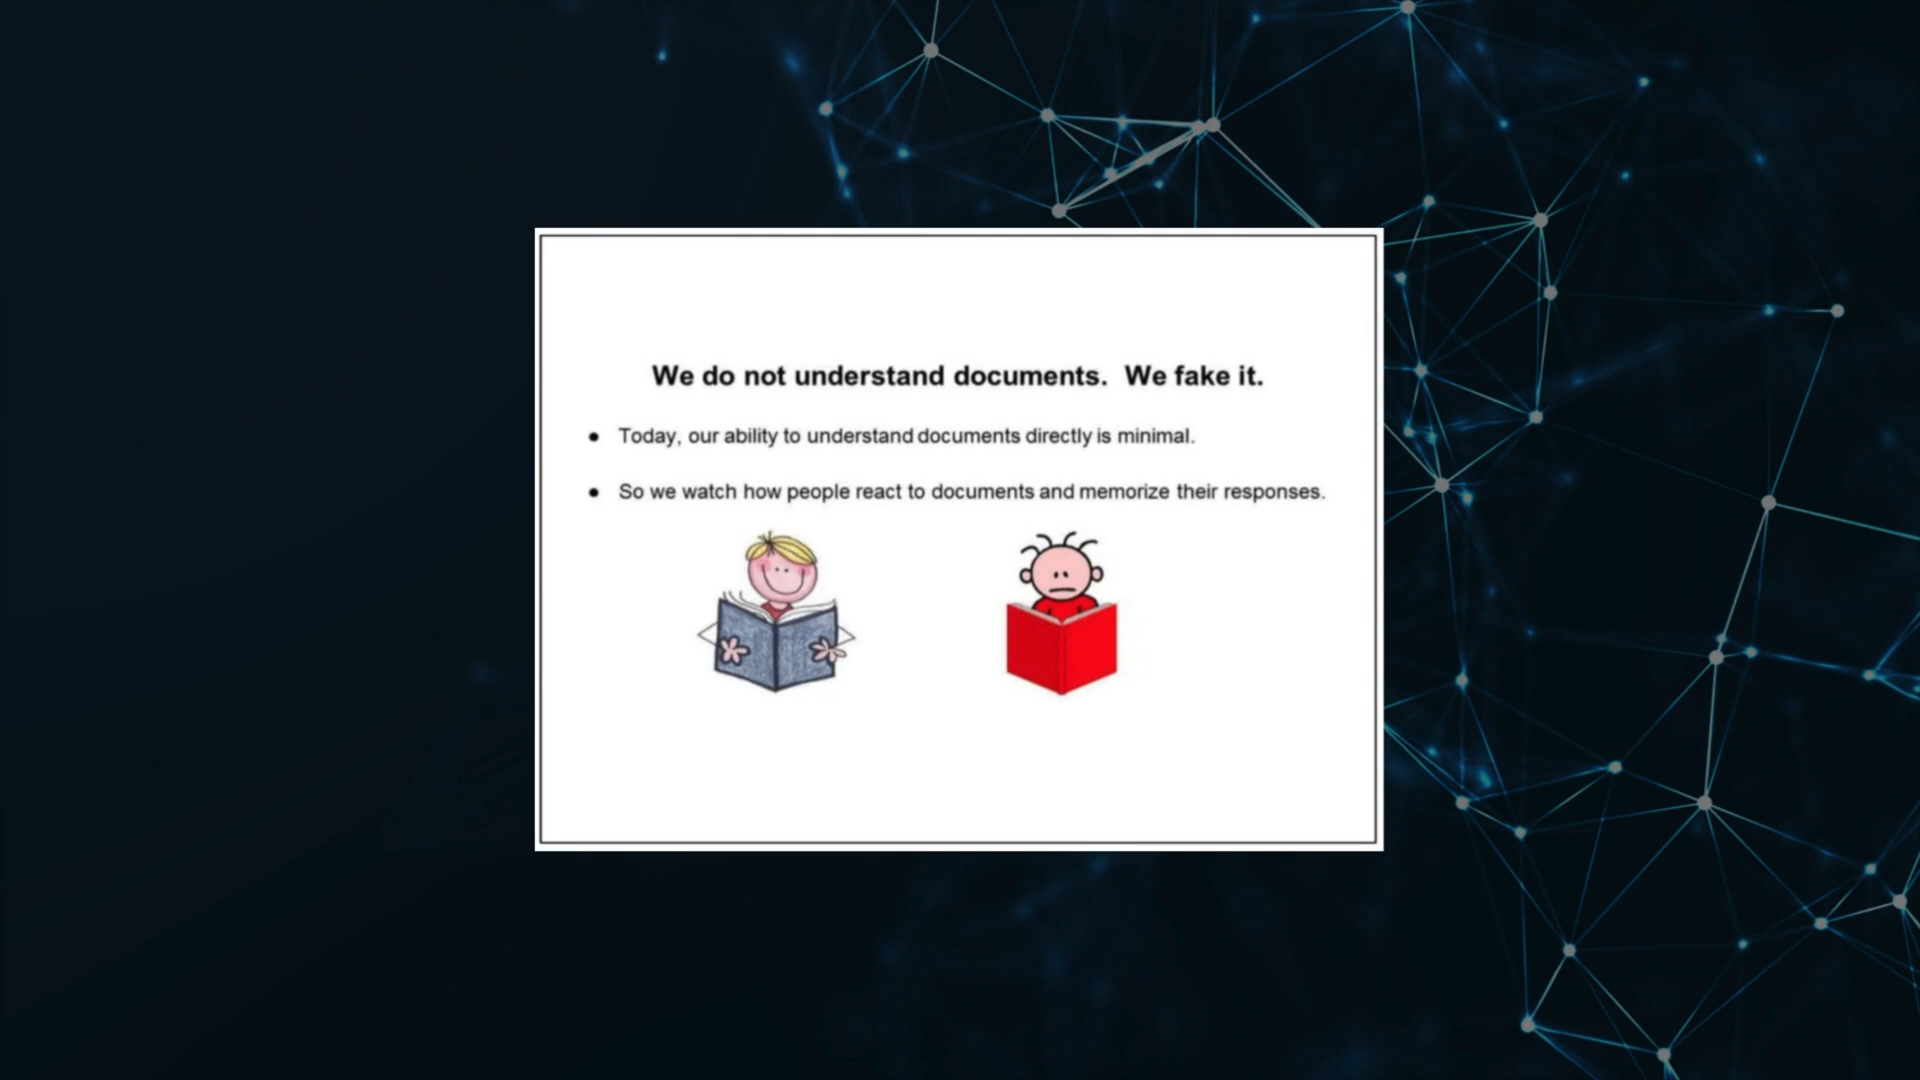 We do not understand documents. We fake it.
● Today, our ability to understand documents directly is minimal.
● So we watch how people react to documents and memorize their responses.